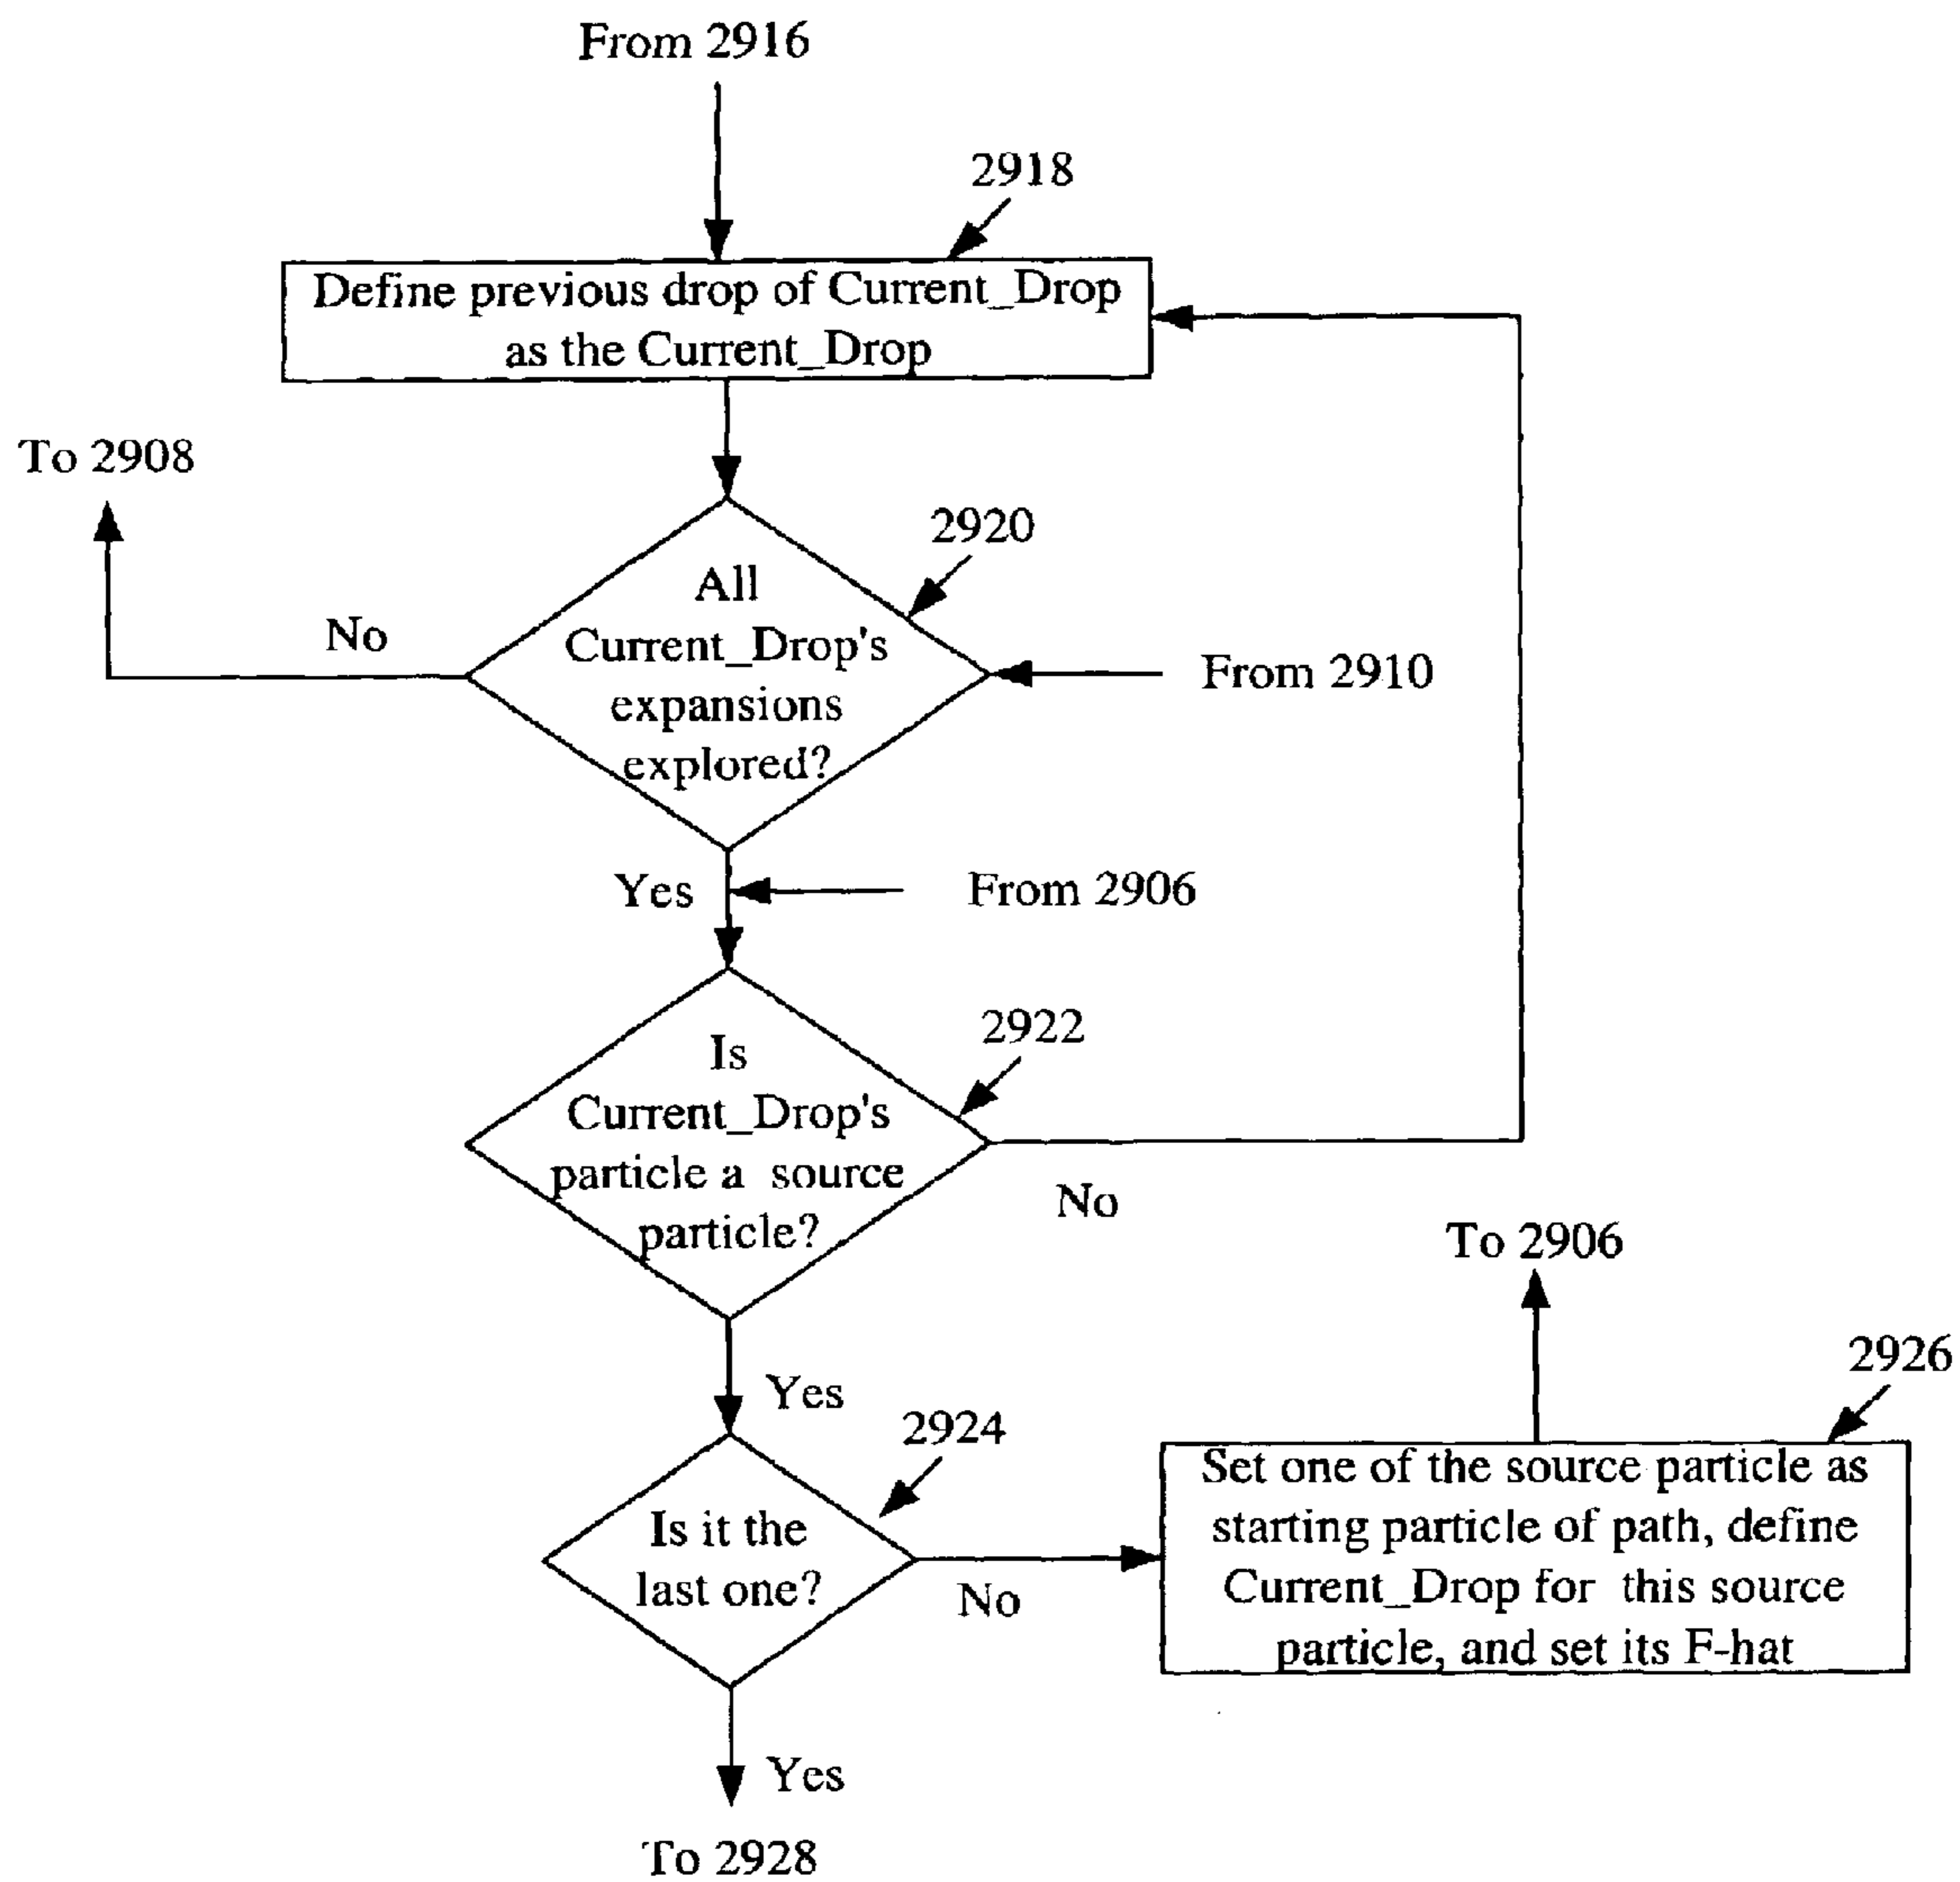 From 2916
2918
Define previous drop of Current_Drop
as the Current_Drop
To 2908
2920
All
Current_Drop's
expansions
explored?
No
From 2910
Yes
From 2906
2922
Is
Current_Drop's
particle a source
particle?
No
To 2906
2926
Yes
2924
Set one of the source particle as
starting particle of path, define
Current_Drop for this source
particle, and set its F-hat
Is it the
last one?
No
Yes
To 2928